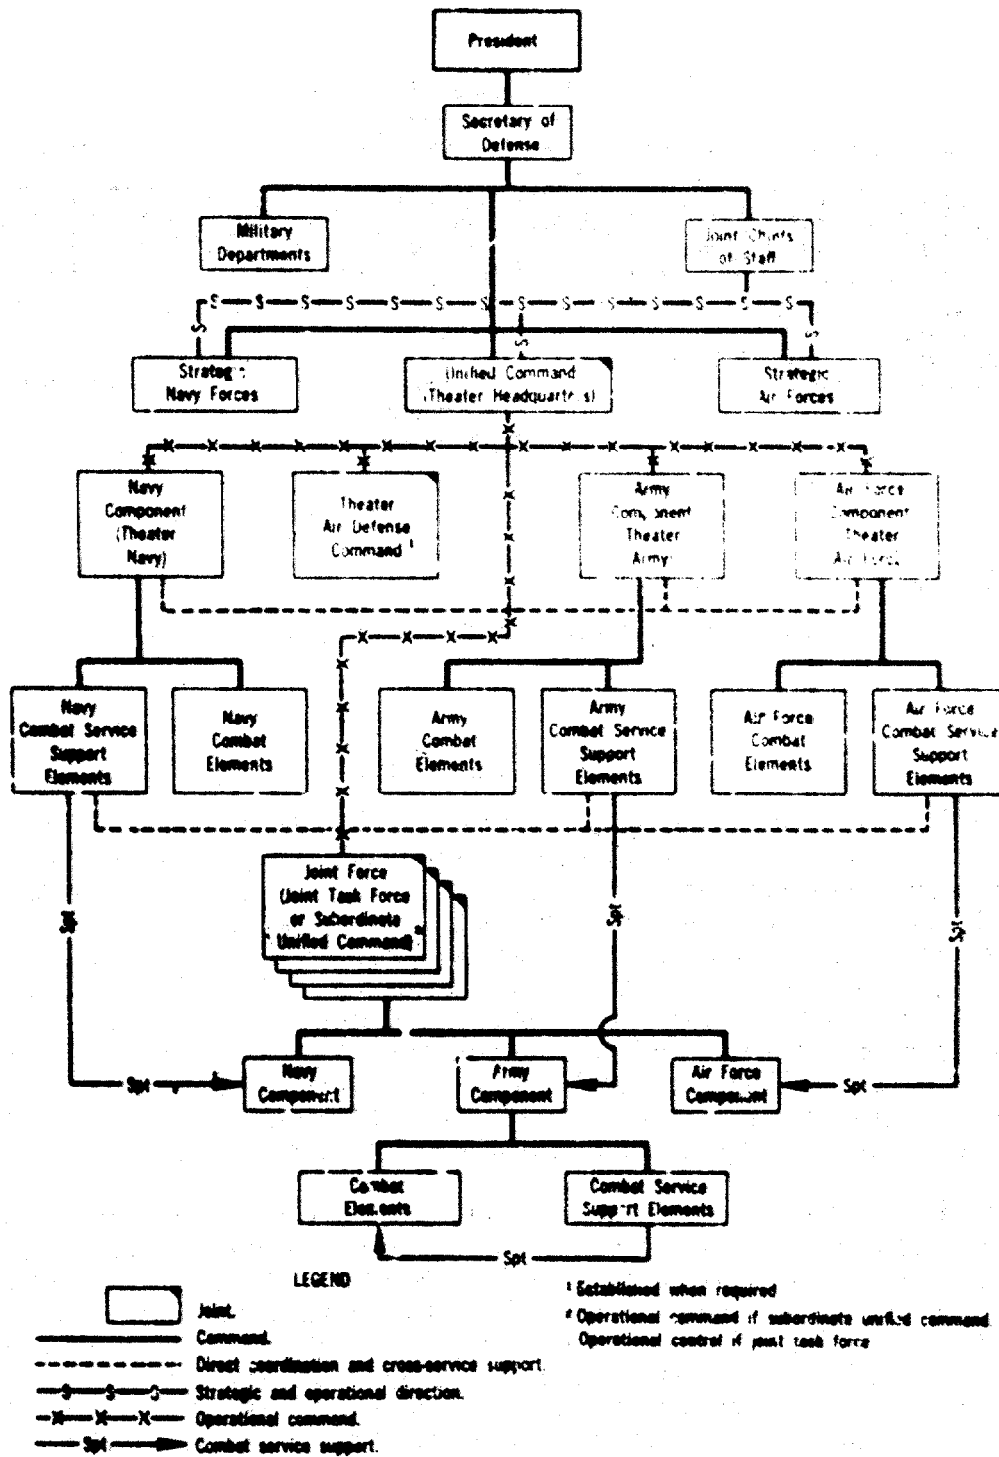 President
Secretary of
Defense
Military
Departments
Joint Chiefs
of Staff
S S S S S S S S S S S S S S
S S S
Strategic
Navy Forces
Unified Command
(Theater Headquarters)
Strategic
Air Forces
Navy
Component
(Theater
Navy)
Theater
Air Defense
Command 1
Army
Component
Theater
Army)
Air Force
Component
Theater
Air Force
Navy
Combat Service
Support
Elements
Navy
Combat
Elements
Army
Combat
Elements
Army
Combat Service
Support
Elements
Air Force
Combat
Elements
Air Force
Combat Service
Support
Elements
Joint Force
(Joint Task Force
or Subordinate
Unified Command) 2
Spt
Spt
Spt
Navy
Component
Army
Component
Air Force
Component
Spt
Spt
Combat
Elements
Combat Service
Support Elements
Spt
LEGEND
Joint.
Command.
Direct coordination and cross-service support.
S S S Strategic and operational direction.
X X X Operational command.
Spt Combat service support.
1 Established when required
2 Operational command if subordinate unified command
Operational control if joint task force